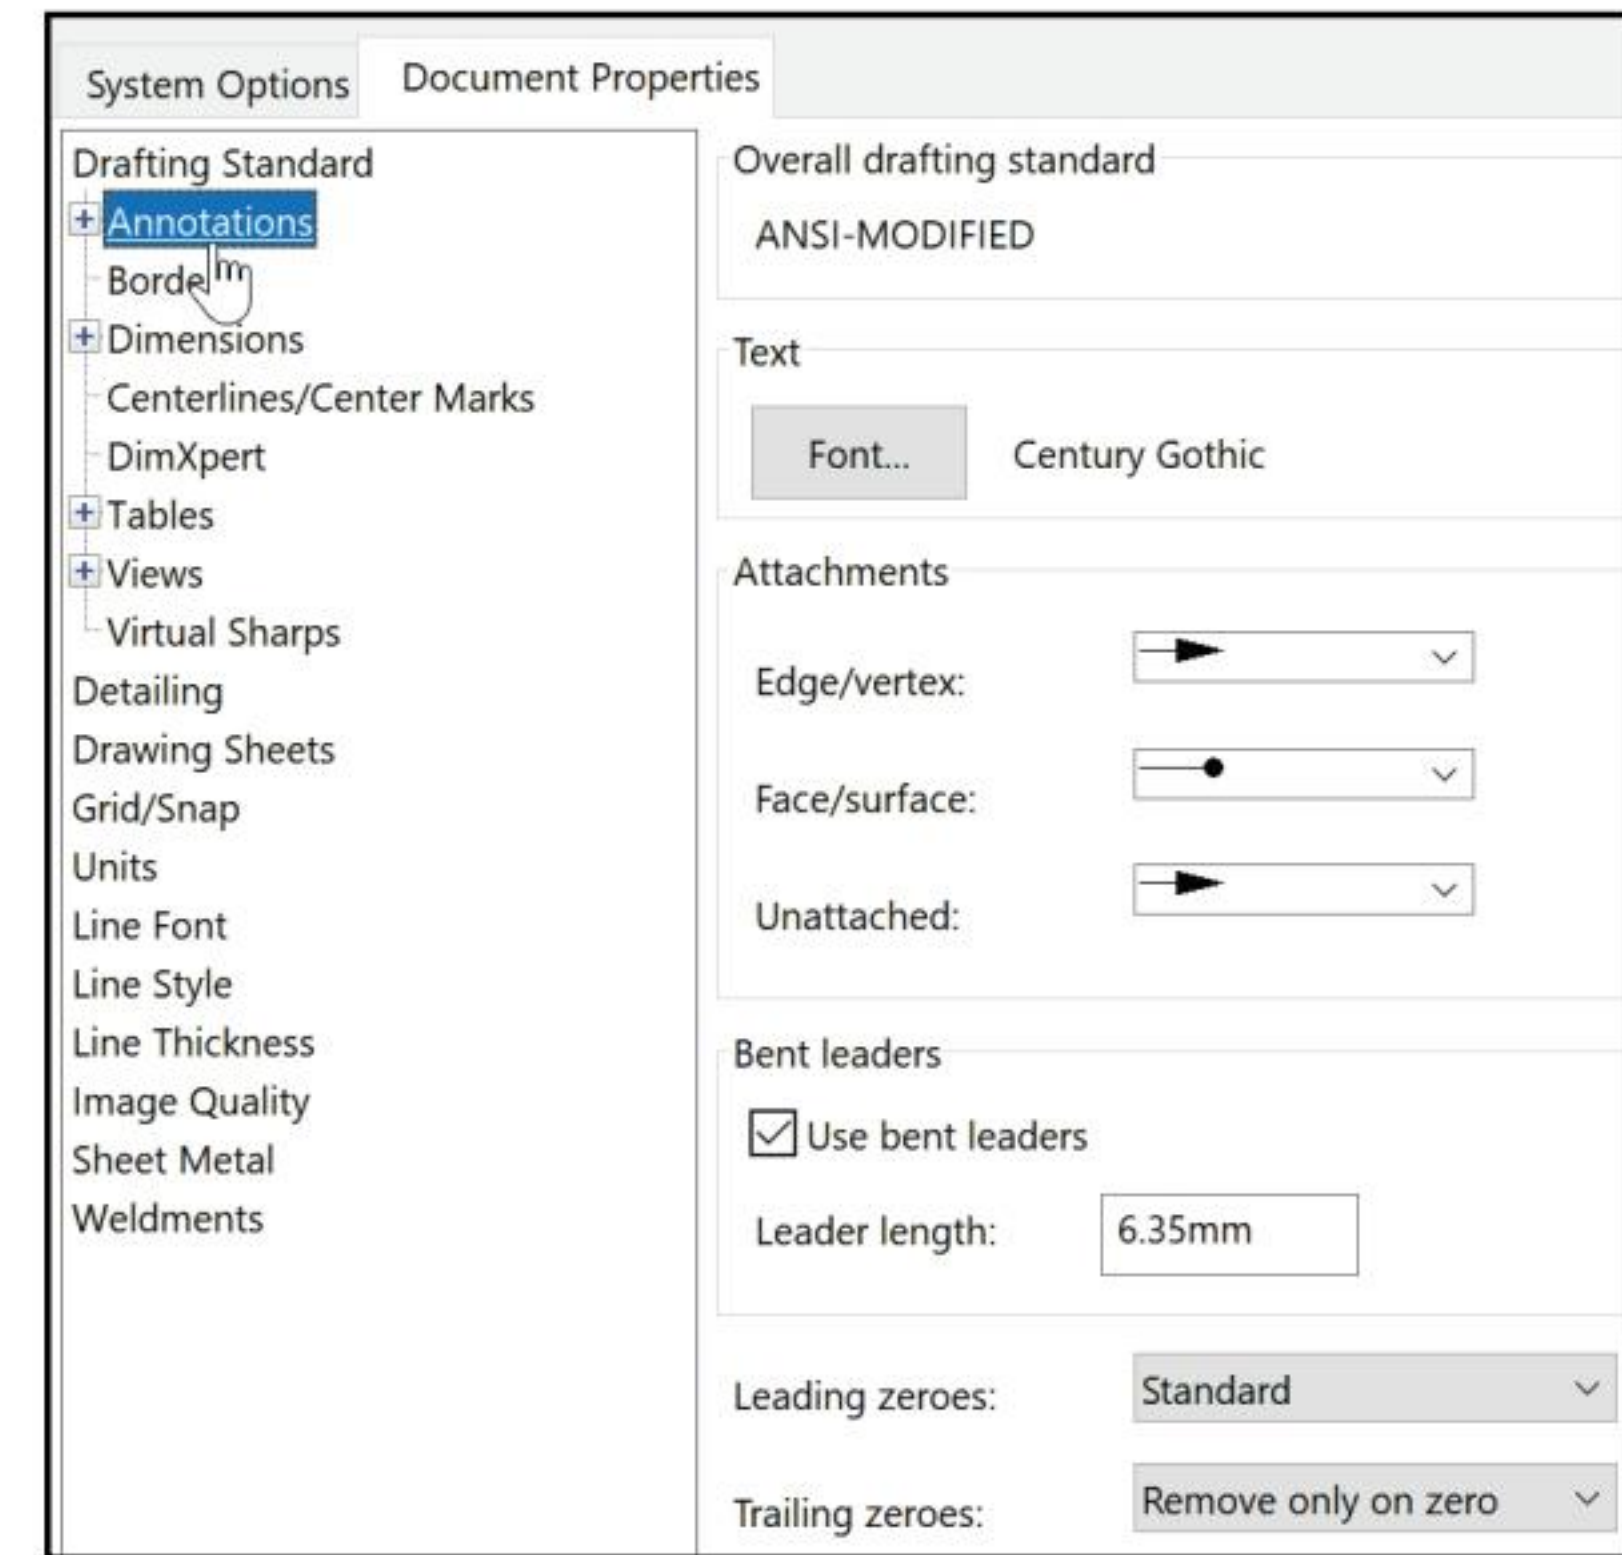 System Options
Document Properties
Drafting Standard
Annotations
Borde
Dimensions
Centerlines/Center Marks
DimXpert
Tables
Views
Virtual Sharps
Detailing
Drawing Sheets
Grid/Snap
Units
Line Font
Line Style
Line Thickness
Image Quality
Sheet Metal
Weldments
Overall drafting standard
ANSI-MODIFIED
Text
Font... Century Gothic
Attachments
Edge/vertex:
Face/surface:
Unattached:
Bent leaders
Use bent leaders
Leader length: 6.35mm
Leading zeroes: Standard
Trailing zeroes: Remove only on zero